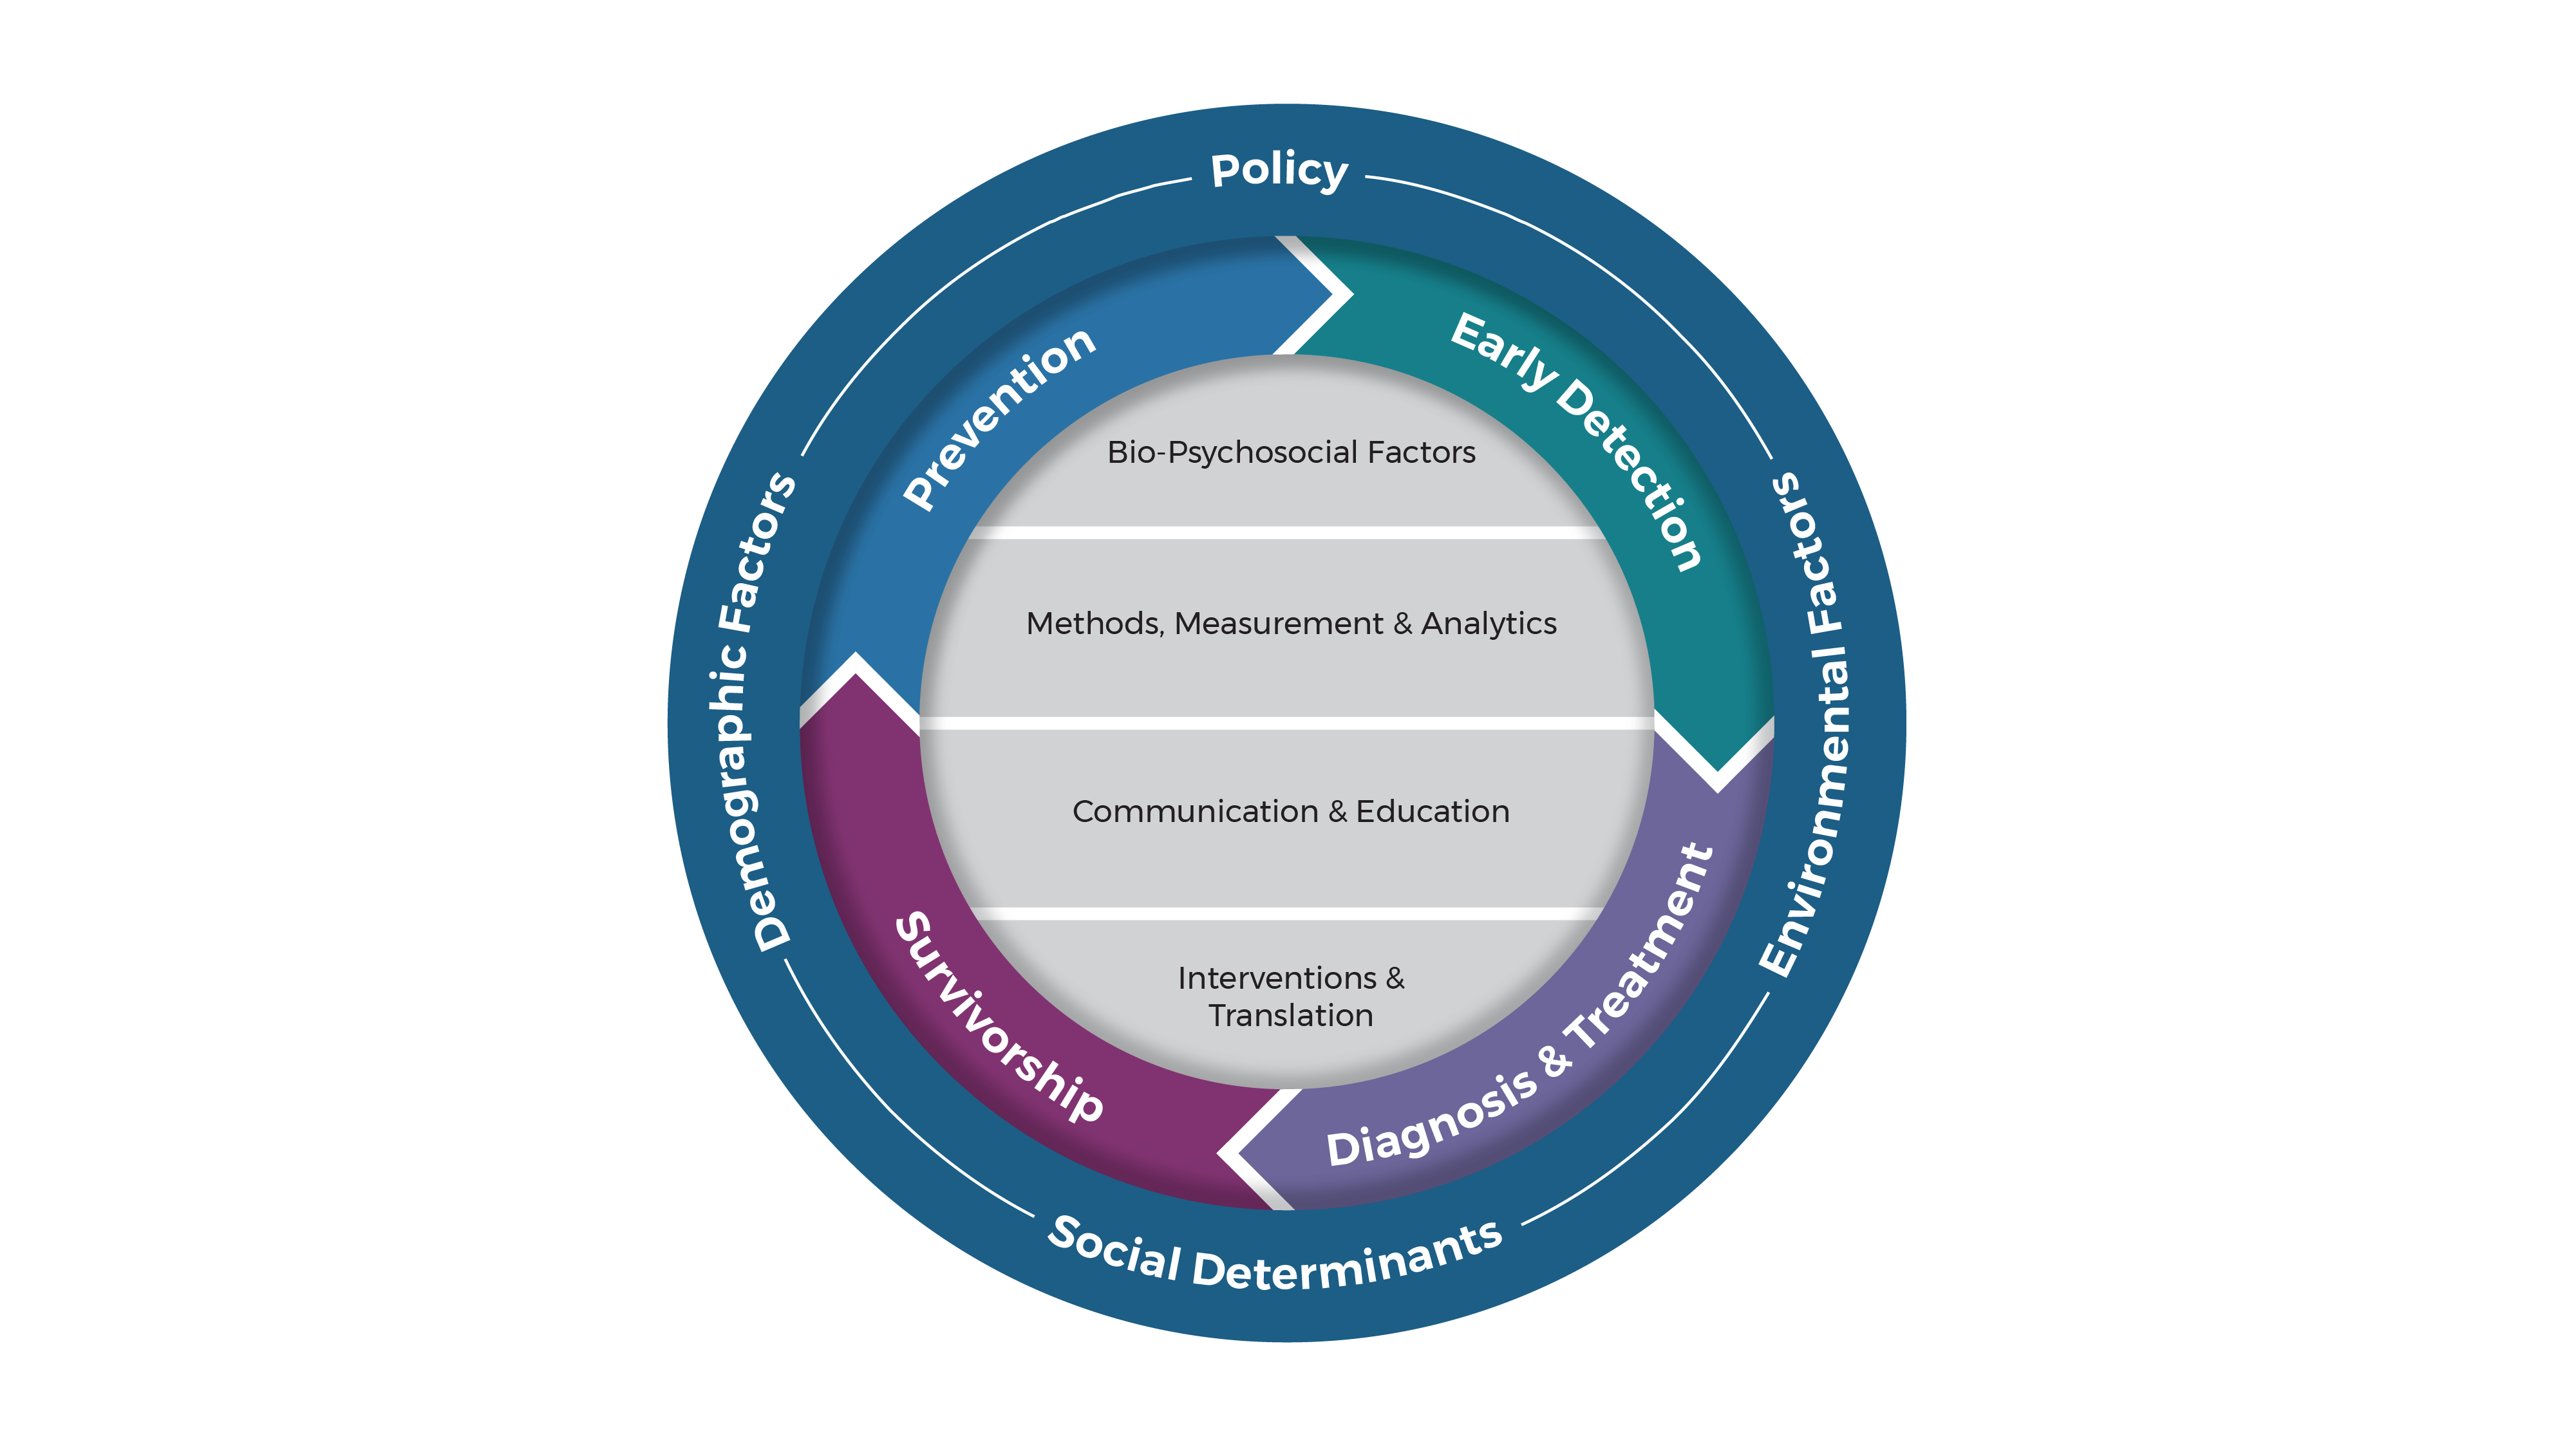 Policy
Environmental Factors
Social Determinants
Demographic Factors
Prevention
Early Detection
Diagnosis & Treatment
Survivorship
Bio-Psychosocial Factors
Methods, Measurement & Analytics
Communication & Education
Interventions &
Translation